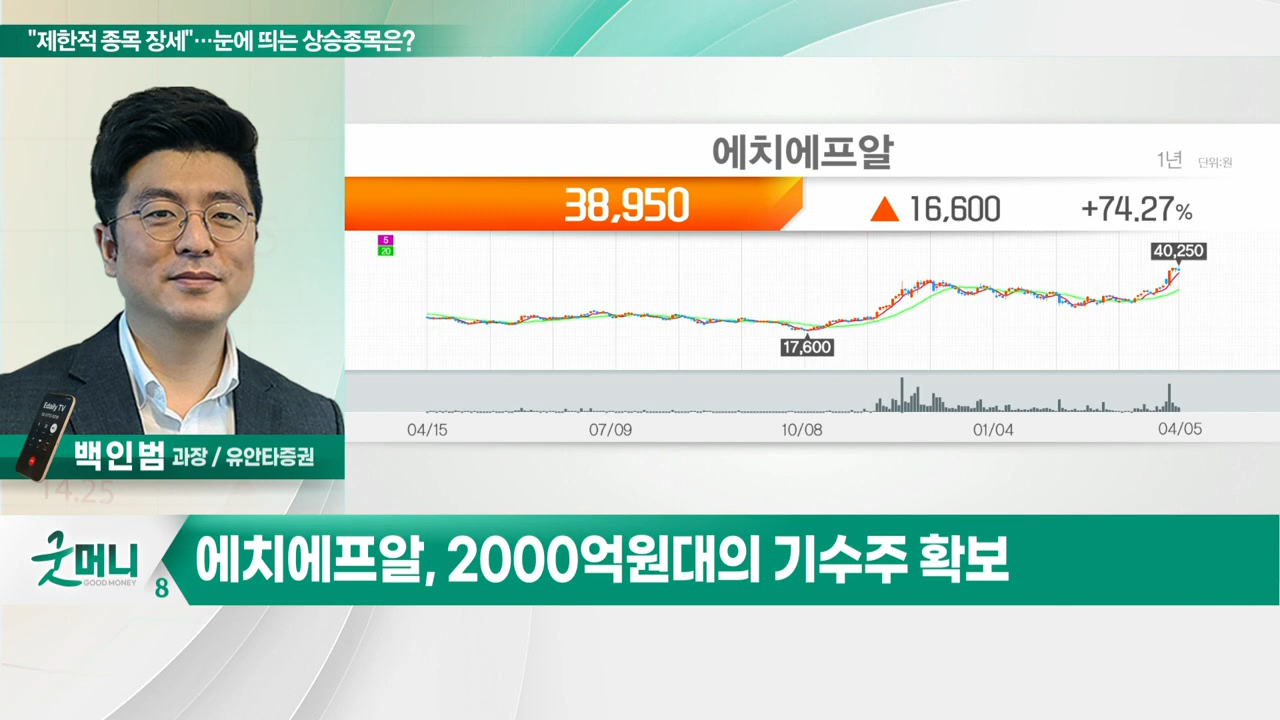 "제한적 종목 장세"…눈에 띄는 상승종목은?
에치에프알
1년 단위:원
38,950 ▲ 16,600 +74.27%
5
20
40,250
17,600
04/15 07/09 10/08 01/04 04/05
Edaily TV
백인범 과장 / 유안타증권
14.25
굿머니
GOOD MONEY
8
에치에프알, 2000억원대의 기수주 확보